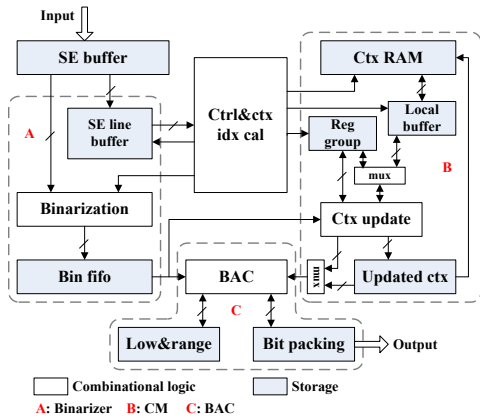 Input
SE buffer
Ctx RAM
SE line
buffer
Ctrl&ctx
idx cal
Local
buffer
Reg
group
A
B
mux
Binarization
Ctx update
Bin fifo
BAC
mux
Updated ctx
C
Low&range
Bit packing
Output
Combinational logic
Storage
A: Binarizer B: CM C: BAC